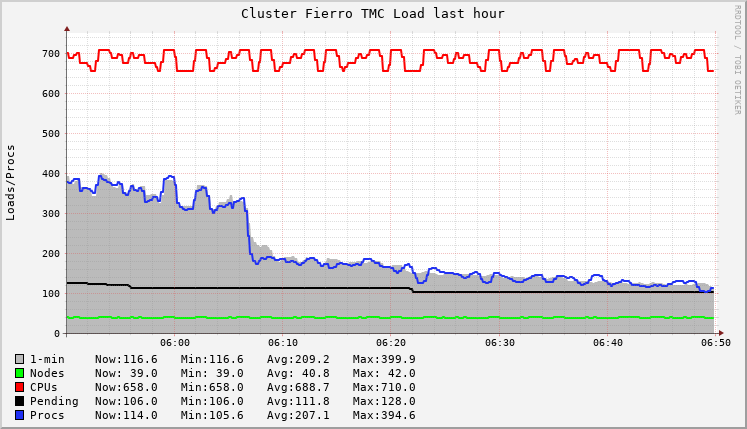 Cluster Fierro TMC Load last hour
RRDTOOL / TOBI OETIKER
Loads/Procs
700
600
500
400
300
200
100
0
06:00 06:10 06:20 06:30 06:40 06:50
1-min Now:116.6 Min:116.6 Avg:209.2 Max:399.9
Nodes Now: 39.0 Min: 39.0 Avg: 40.8 Max: 42.0
CPUs Now:658.0 Min:658.0 Avg:688.7 Max:710.0
Pending Now:106.0 Min:106.0 Avg:111.8 Max:128.0
Procs Now:114.0 Min:105.6 Avg:207.1 Max:394.6